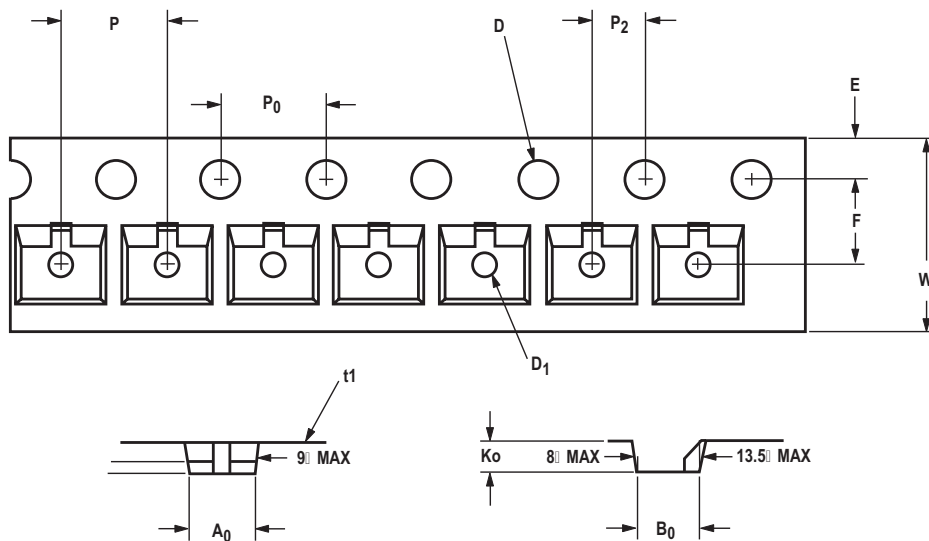 P
D
P2
P0
E
F
W
D1
t1
9▯ MAX
Ko
8▯ MAX
13.5▯ MAX
A0
B0